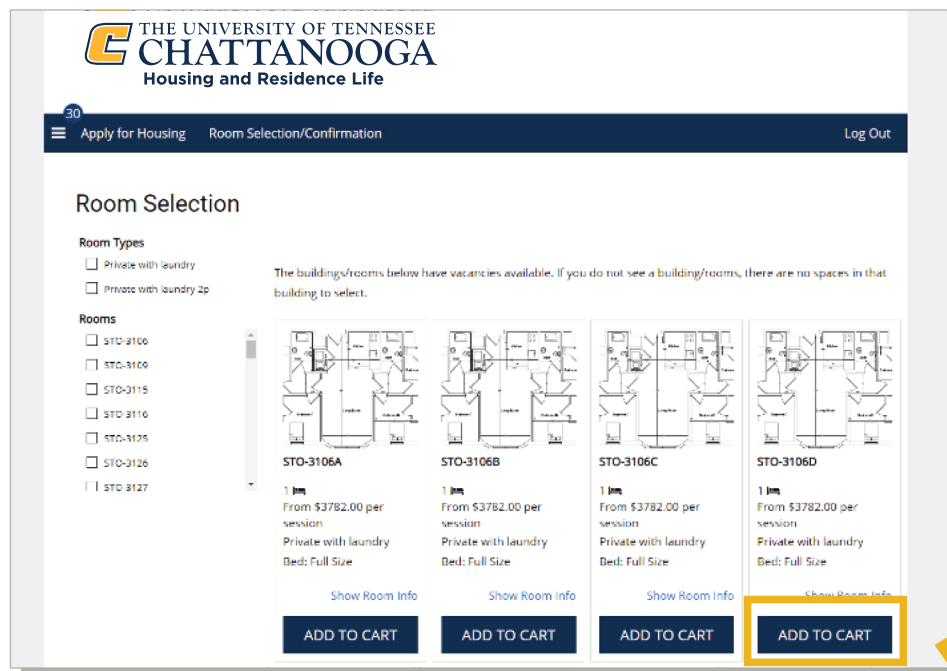 THE UNIVERSITY OF TENNESSEE
CHATTANOOGA
Housing and Residence Life
30
Apply for Housing Room Selection/Confirmation Log Out
Room Selection
Room Types
Private with laundry
Private with laundry 2p
Rooms
STO-3106
STO-3109
STO-3115
STO-3116
STO-3125
STO-3126
STO-3127
The buildings/rooms below have vacancies available. If you do not see a building/rooms, there are no spaces in that
building to select.
STO-3106A
1
From $3782.00 per
session
Private with laundry
Bed: Full Size
Show Room Info
ADD TO CART
STO-3106B
1
From $3782.00 per
session
Private with laundry
Bed: Full Size
Show Room Info
ADD TO CART
STO-3106C
1
From $3782.00 per
session
Private with laundry
Bed: Full Size
Show Room Info
ADD TO CART
STO-3106D
1
From $3782.00 per
session
Private with laundry
Bed: Full Size
Show Room Info
ADD TO CART